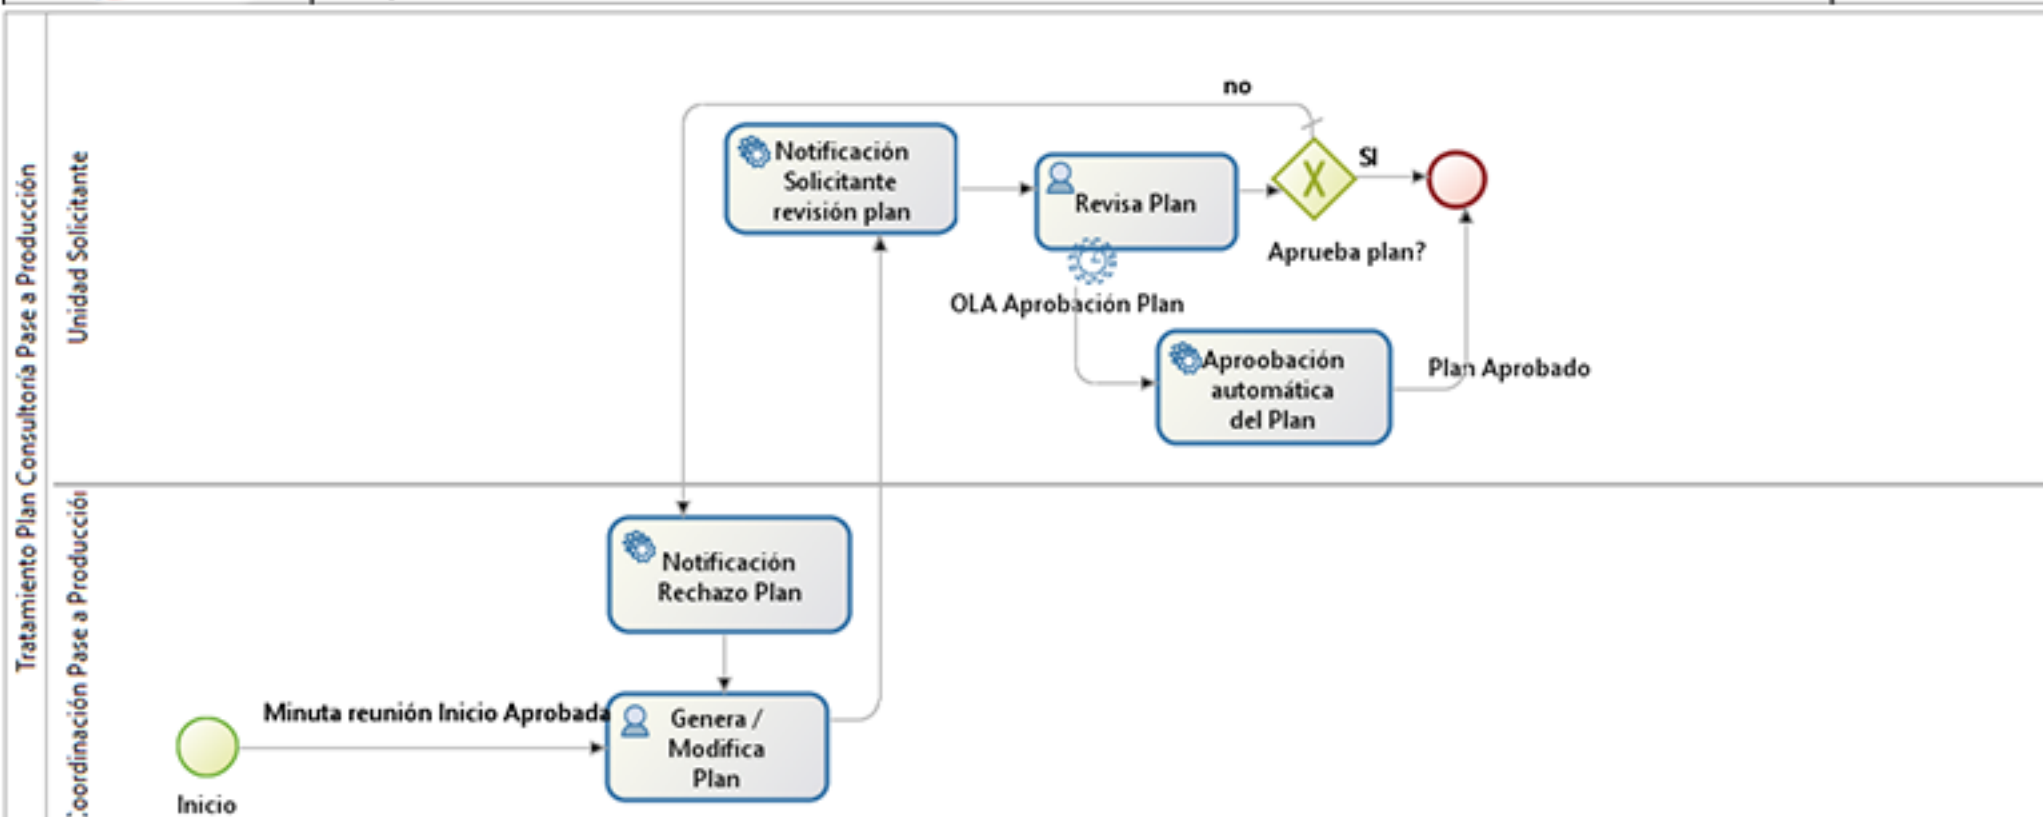 Tratamiento Plan Consultoría Pase a Producción
Unidad Solicitante
no
Notificación
Solicitante
revisión plan
Revisa Plan
SI
Aprueba plan?
OLA Aprobación Plan
Aproobación
automática
del Plan
Plan Aprobado
Coordinación Pase a Producción
Notificación
Rechazo Plan
Minuta reunión Inicio Aprobada
Genera /
Modifica
Plan
Inicio